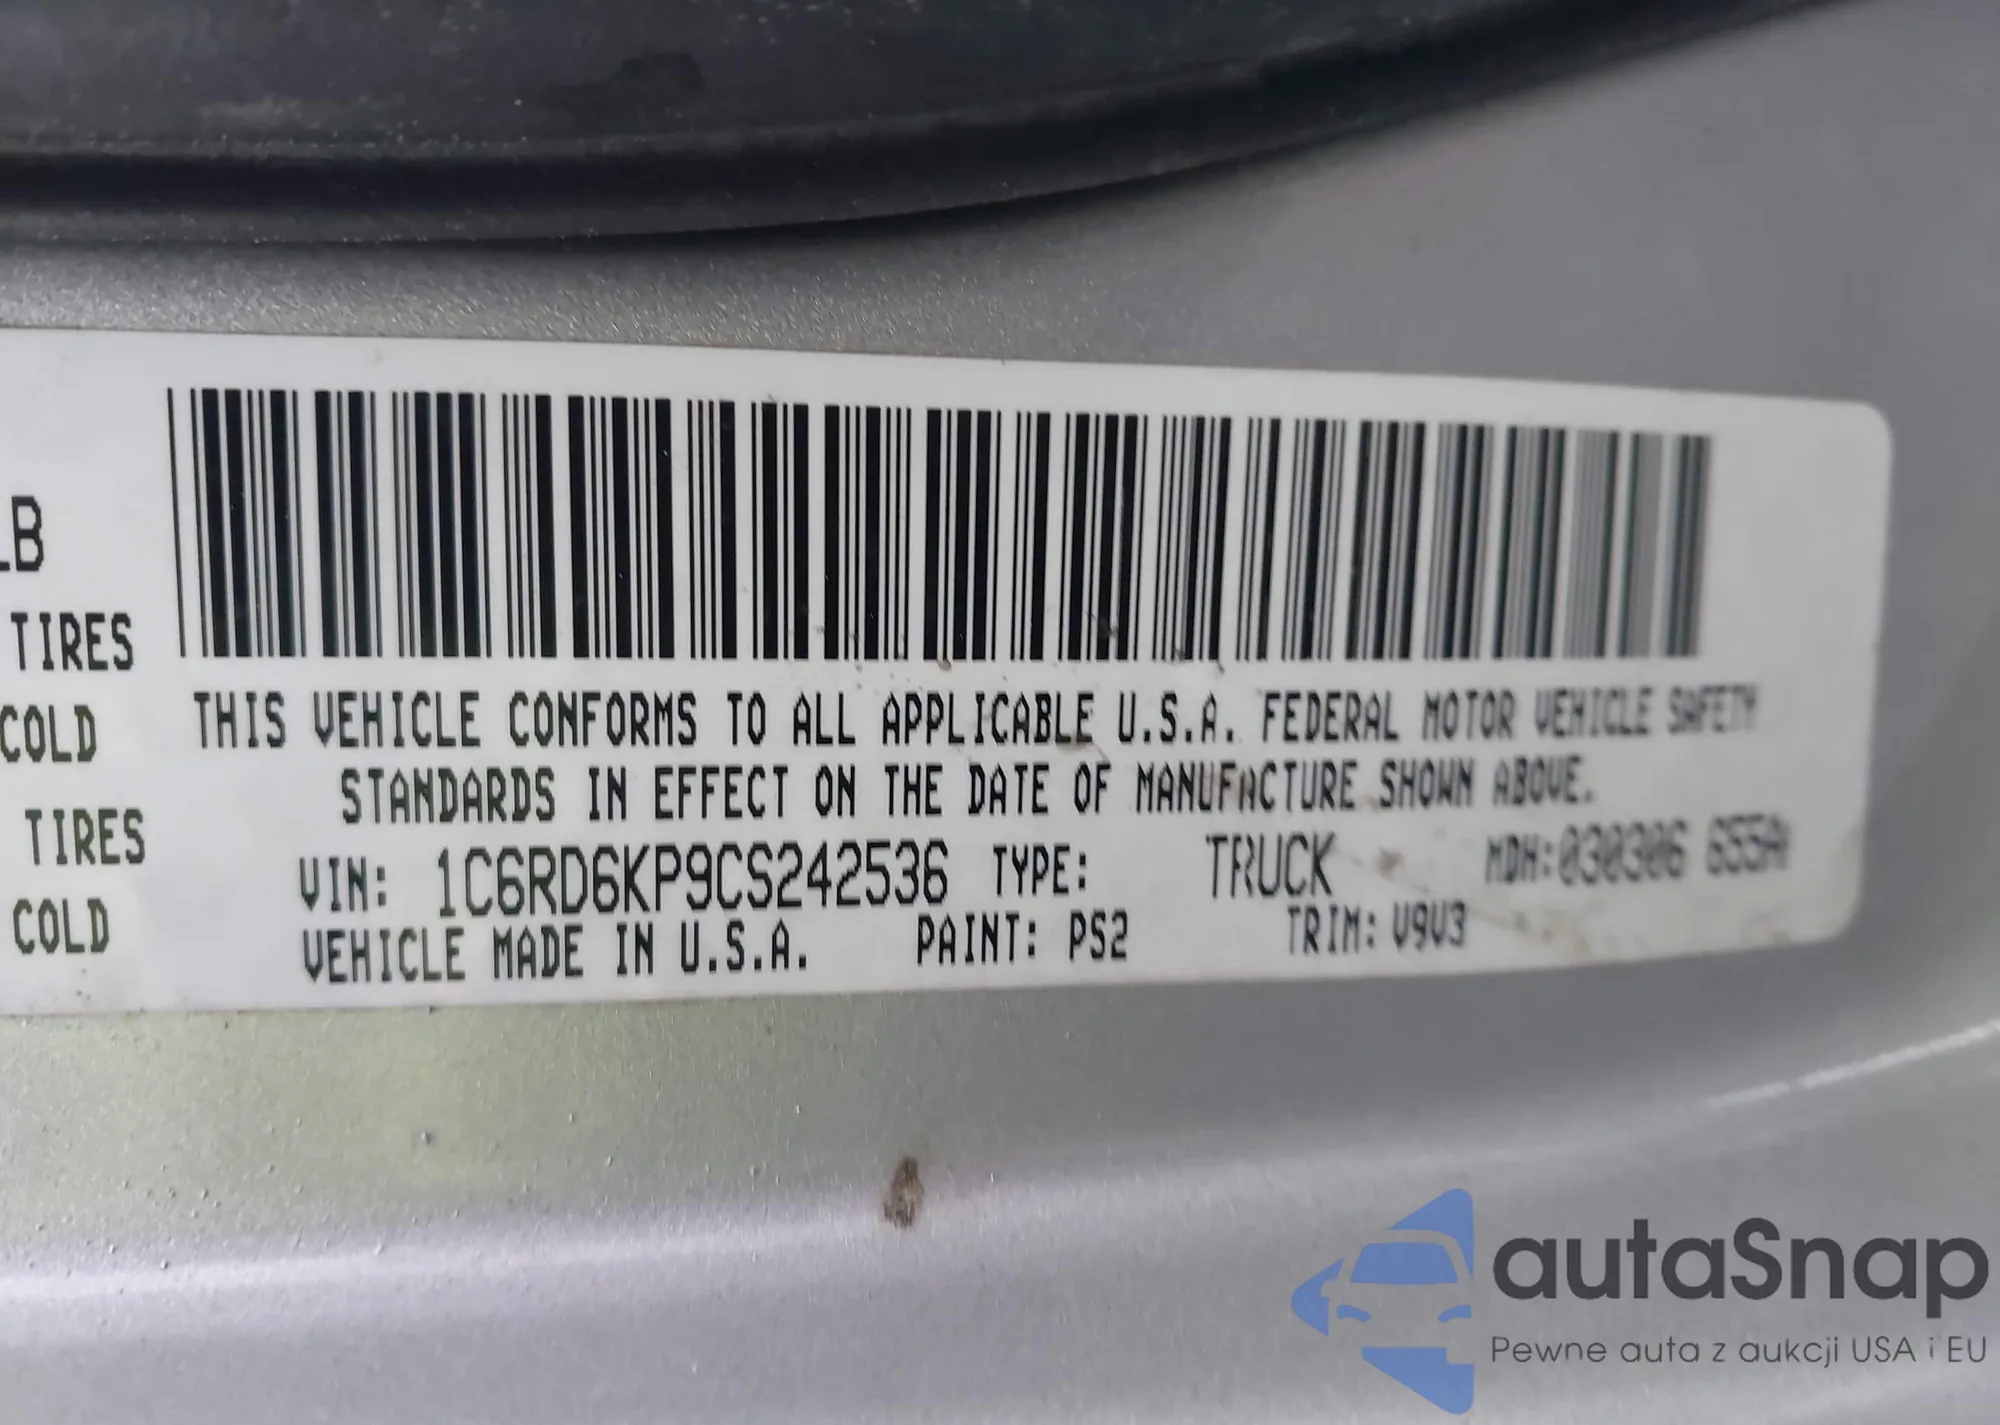 LB
TIRES
COLD
TIRES
COLD
THIS VEHICLE CONFORMS TO ALL APPLICABLE U.S.A. FEDERAL MOTOR VEHICLE SAFETY
STANDARDS IN EFFECT ON THE DATE OF MANUFACTURE SHOWN ABOVE.
VIN: 1C6RD6KP9CS242536 TYPE: TRUCK MDH:030306 655A
VEHICLE MADE IN U.S.A. PAINT: PS2 TRIM: V9V3
autaSnap
Pewne auta z aukcji USA i EU